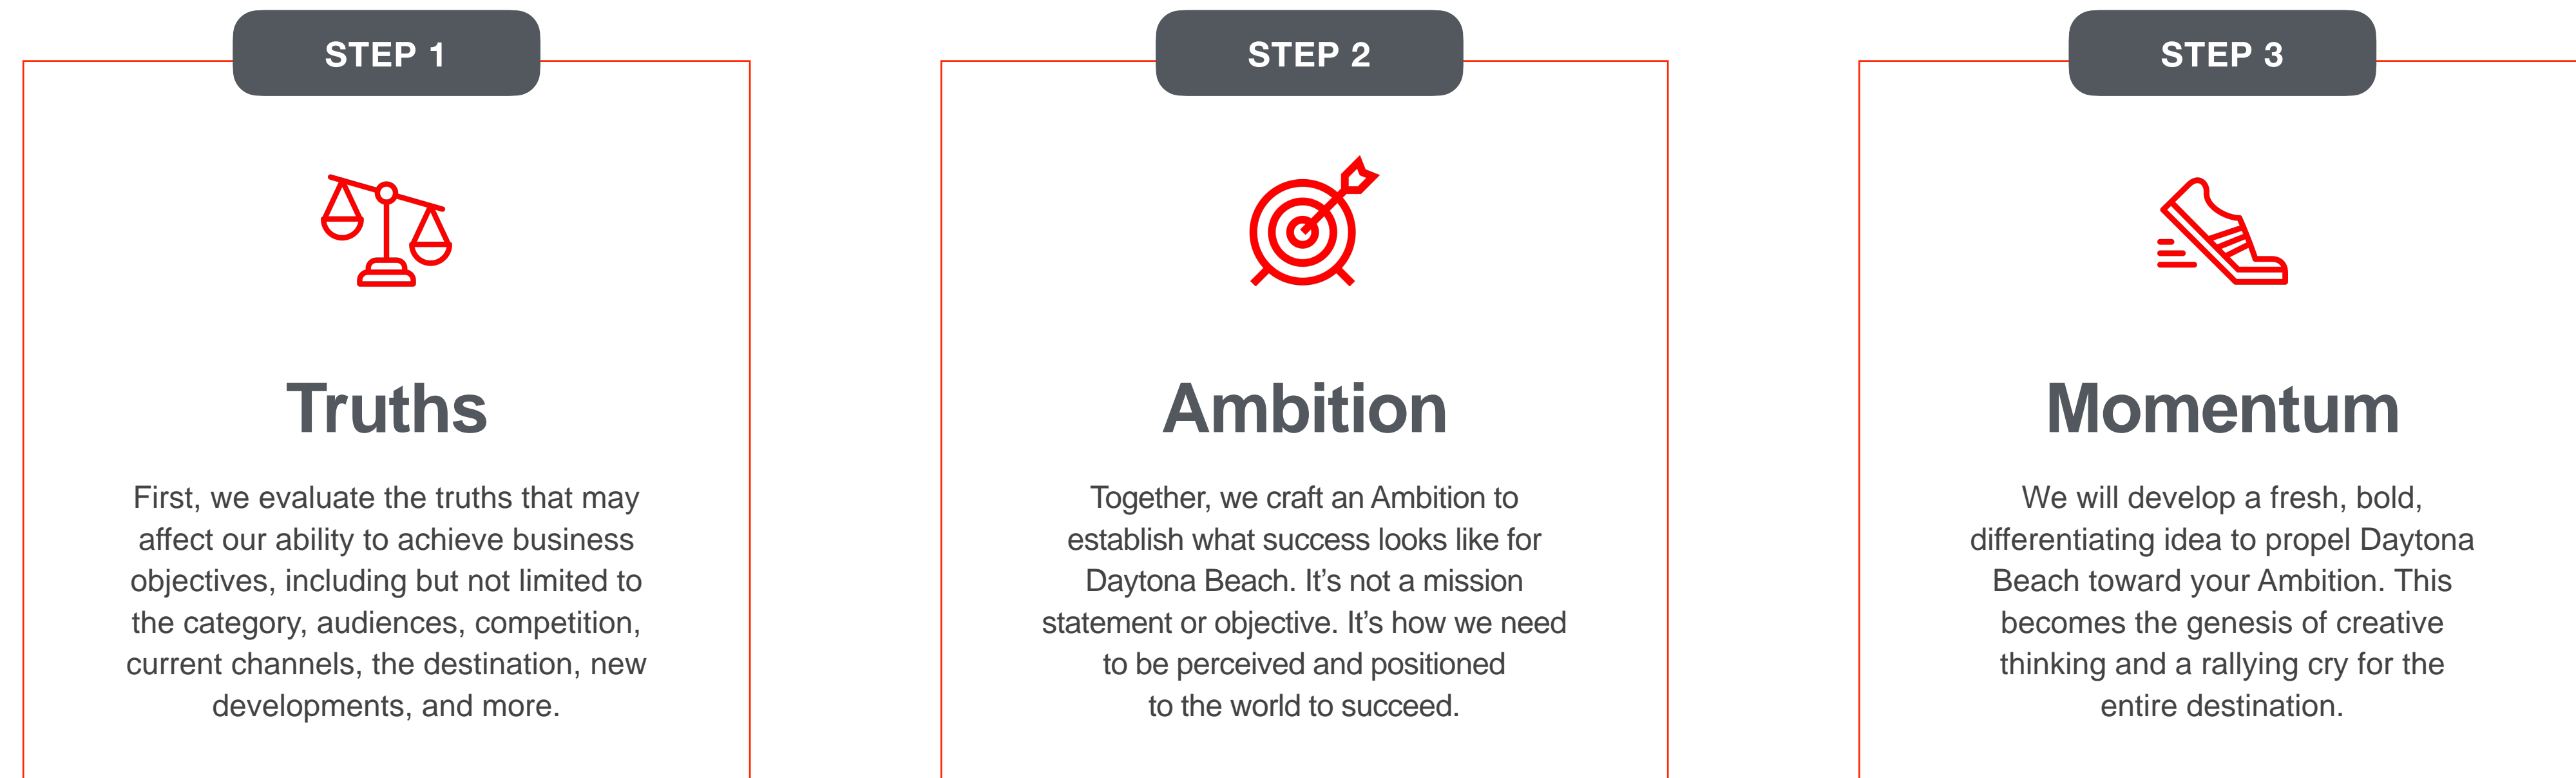 STEP 1
Truths
First, we evaluate the truths that may
affect our ability to achieve business
objectives, including but not limited to
the category, audiences, competition,
current channels, the destination, new
developments, and more.
STEP 2
Ambition
Together, we craft an Ambition to
establish what success looks like for
Daytona Beach. It’s not a mission
statement or objective. It’s how we need
to be perceived and positioned
to the world to succeed.
STEP 3
Momentum
We will develop a fresh, bold,
differentiating idea to propel Daytona
Beach toward your Ambition. This
becomes the genesis of creative
thinking and a rallying cry for the
entire destination.